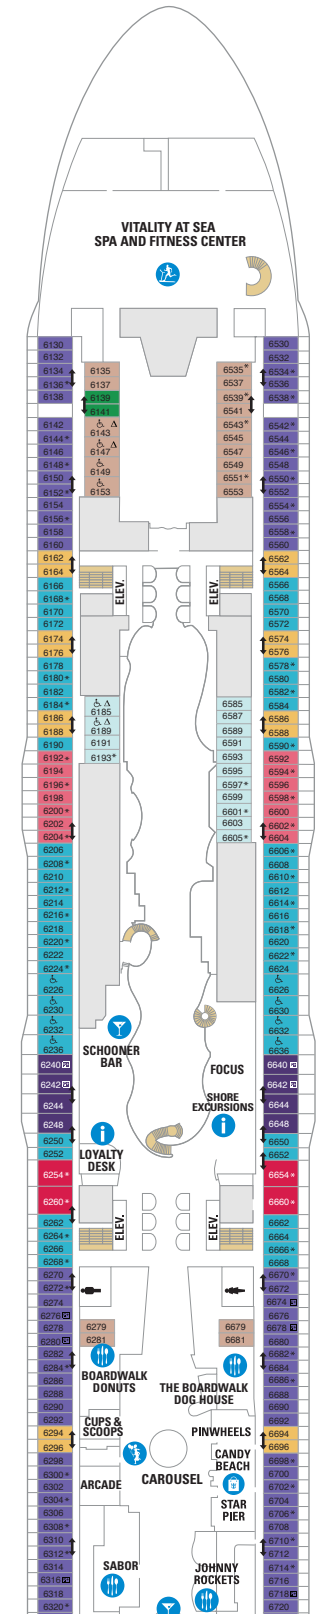 VITALITY AT SEA
SPA AND FITNESS CENTER
6130 6530
6132 6532
6134 6135 6535* 6534*
6136* 6137 6537 6536
6138 6139 6539* 6538*
6141 6541
6142 6143 6543* 6542*
6144* 6545 6544
6146 6147 6547 6546*
6148* 6149 6549 6548
6150 6551* 6550*
6152* 6153 6553 6552
6154 6554*
6156* 6556
6158 6558*
6160 6560
6162 6562
6164 ELEV. ELEV. 6564
6166 6566
6168* 6568
6170 6570
6172 6572
6174 6574
6176 6576
6178 6578*
6180* 6580
6182 6582*
6184* 6185 6585 6584
6186 6587 6586
6188 6189 6589 6588
6190 6191 6591 6590*
6192* 6193* 6593 6592
6194 6595 6594*
6196* 6597* 6596
6198 6599 6598*
6200* 6601* 6600
6202 6603 6602*
6204* 6605* 6604
6206 6606*
6208* 6608
6210 6610*
6212* 6612
6214 6614*
6216* 6616
6218 6618*
6220* 6620
6222 6622*
6224* 6624
6226 6626
6230 6630
6232 6632
6236 6636
SCHOONER
BAR
6240 FOCUS 6640
6242 6642
6244 SHORE
EXCURSIONS 6644
6248 6648
6250 LOYALTY
DESK 6650
6252 6652
6254* 6654*
6260* 6660*
6262 ELEV. ELEV. 6662
6264* 6664
6266 6666*
6268* 6668
6270 6670*
6272* 6672
6274 6674
6276 6676
6278 6279 6679 6678
6280 6281 6681 6680
6282 6682*
6284* 6684
6286 BOARDWALK
DONUTS THE BOARDWALK
DOG HOUSE 6686*
6288 6688
6290 6690
6292 CUPS &
SCOOPS 6692
6294 PINWHEELS 6694
6296 6696
6298 CANDY
BEACH 6698*
6300* CAROUSEL 6700
6302 ARCADE 6702*
6304* STAR
PIER 6704
6306 6706*
6308* 6708
6310 6710*
6312* 6712
6314 SABOR JOHNNY
ROCKETS 6714*
6316 6716
6318 6718
6320* 6720